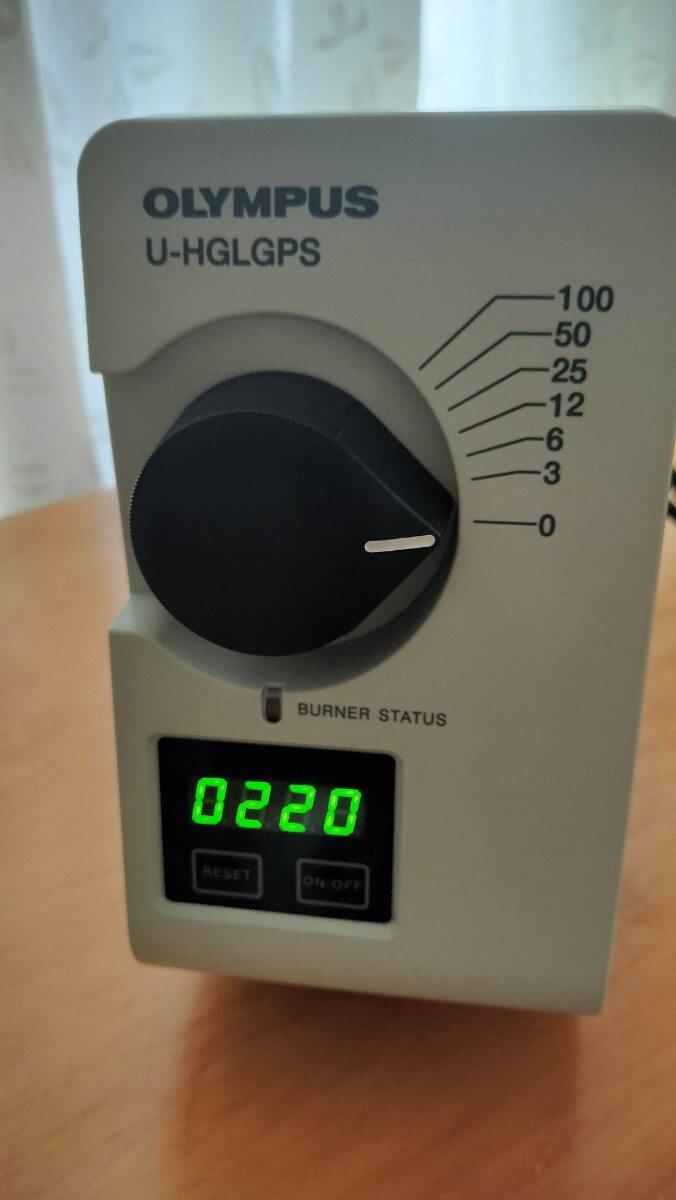 OLYMPUS
U-HGLGPS
100
50
25
12
6
3
0
BURNER STATUS
0220
RESET
ON/OFF